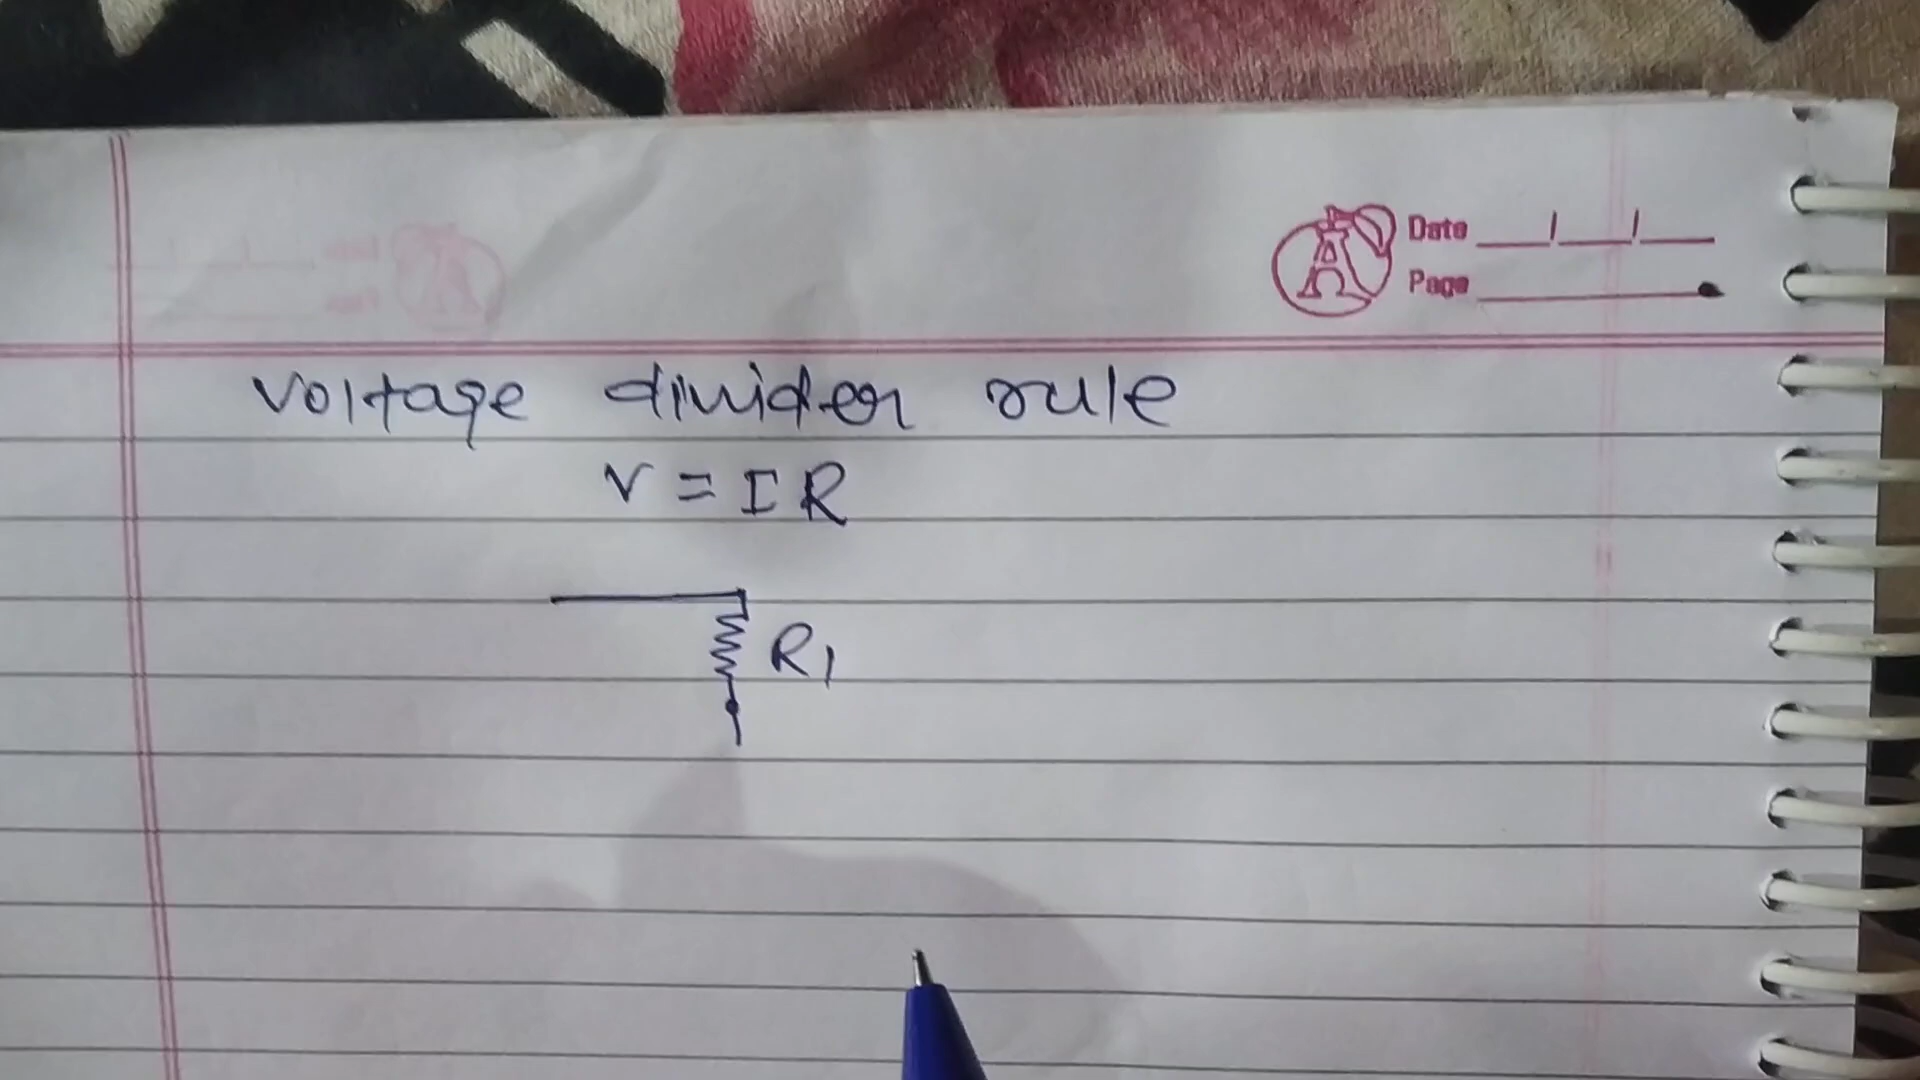 Date
Page
Voltage divider rule
V = IR
R1